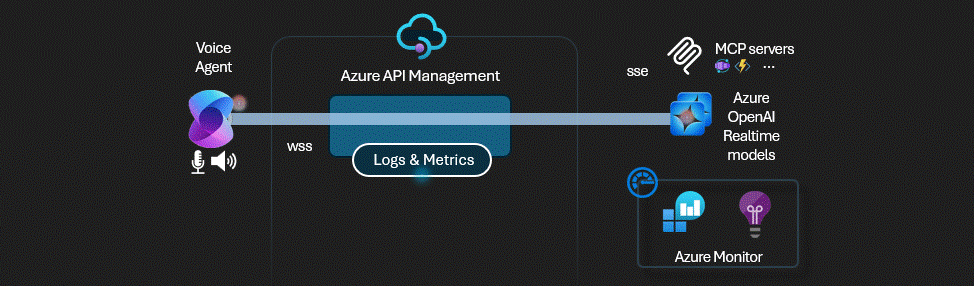 Voice
Agent
Azure API Management
wss
Logs & Metrics
sse
MCP servers
...
Azure
OpenAI
Realtime
models
Azure Monitor